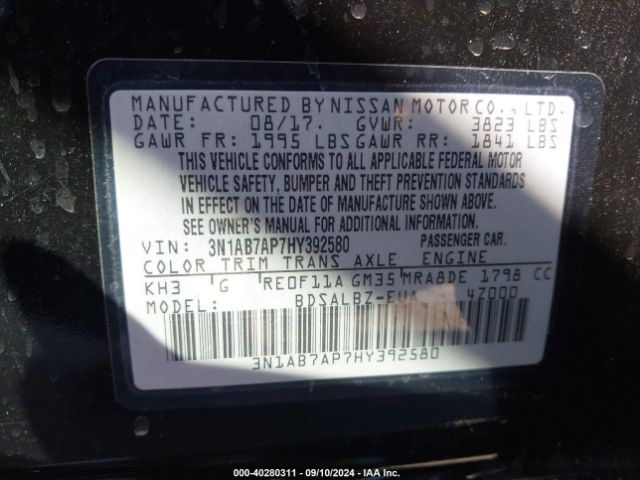 MANUFACTURED BY NISSAN MOTOR CO., LTD.
DATE: 08/17. GVWR: 3823 LBS
GAWR FR: 1995 LBS GAWR RR: 1841 LBS
THIS VEHICLE CONFORMS TO ALL APPLICABLE FEDERAL MOTOR
VEHICLE SAFETY, BUMPER AND THEFT PREVENTION STANDARDS
IN EFFECT ON THE DATE OF MANUFACTURE SHOWN ABOVE.
SEE OWNER'S MANUAL FOR ADDITIONAL INFORMATION.
VIN: 3N1AB7AP7HY392580 PASSENGER CAR.
COLOR TRIM TRANS AXLE ENGINE
KH3 G RE0F11A GM35 MRA8DE 1798 CC
MODEL: BDSALBZ-EUA 4Z000
3N1AB7AP7HY392580
000-40280311 - 09/10/2024 - IAA Inc.